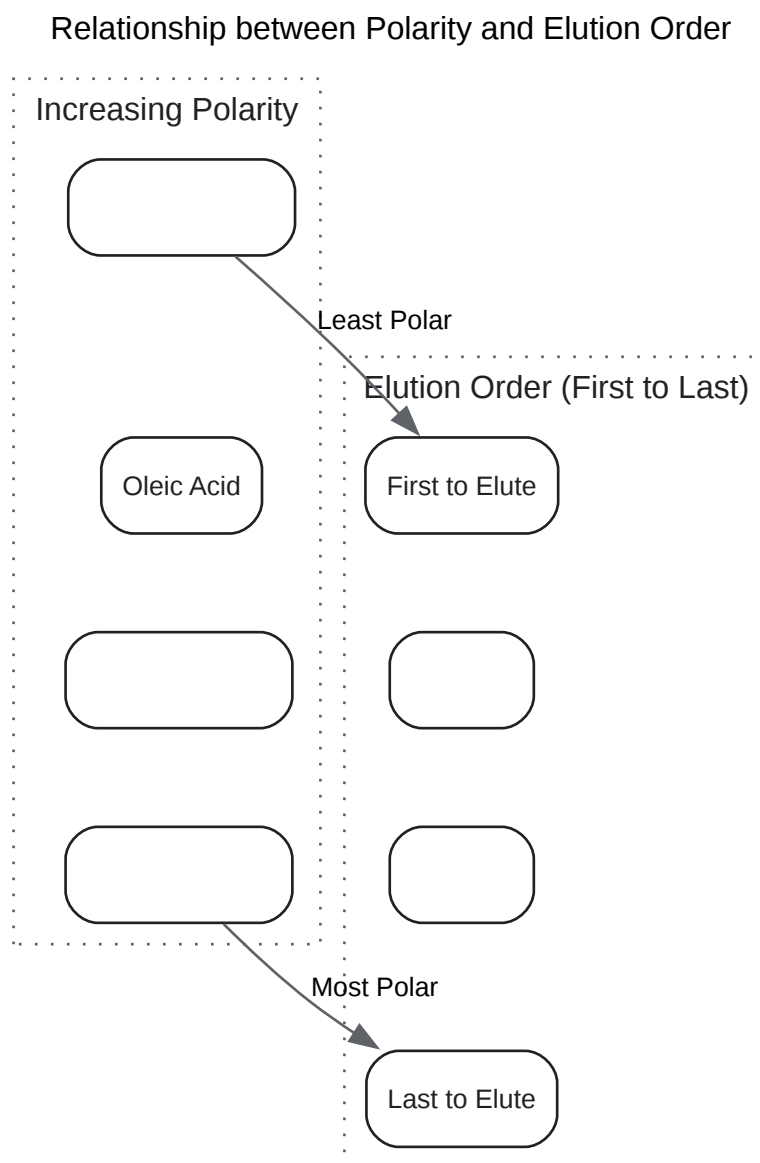 Relationship between Polarity and Elution Order
Increasing Polarity
Least Polar
Elution Order (First to Last)
Oleic Acid
First to Elute
Most Polar
Last to Elute